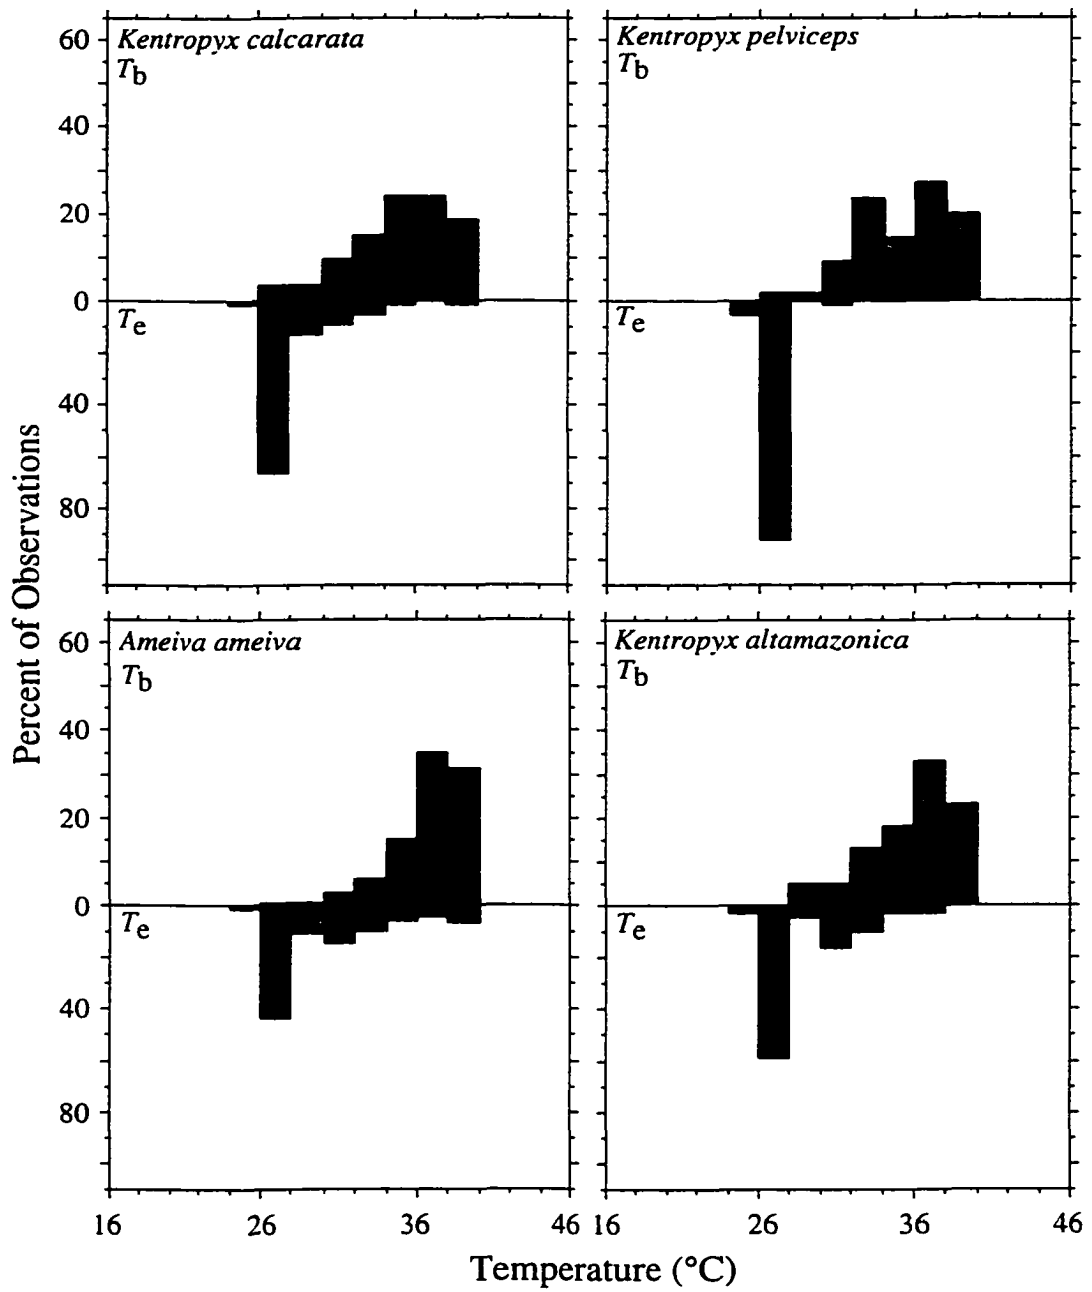 Kentropyx calcarata
Tb
60
40
20
0
Te
40
80
Kentropyx pelviceps
Tb
Te
Percent of Observations
Ameiva ameiva
Tb
60
40
20
0
Te
40
80
Kentropyx altamazonica
Tb
Te
16 26 36 46 16 26 36 46
Temperature (°C)